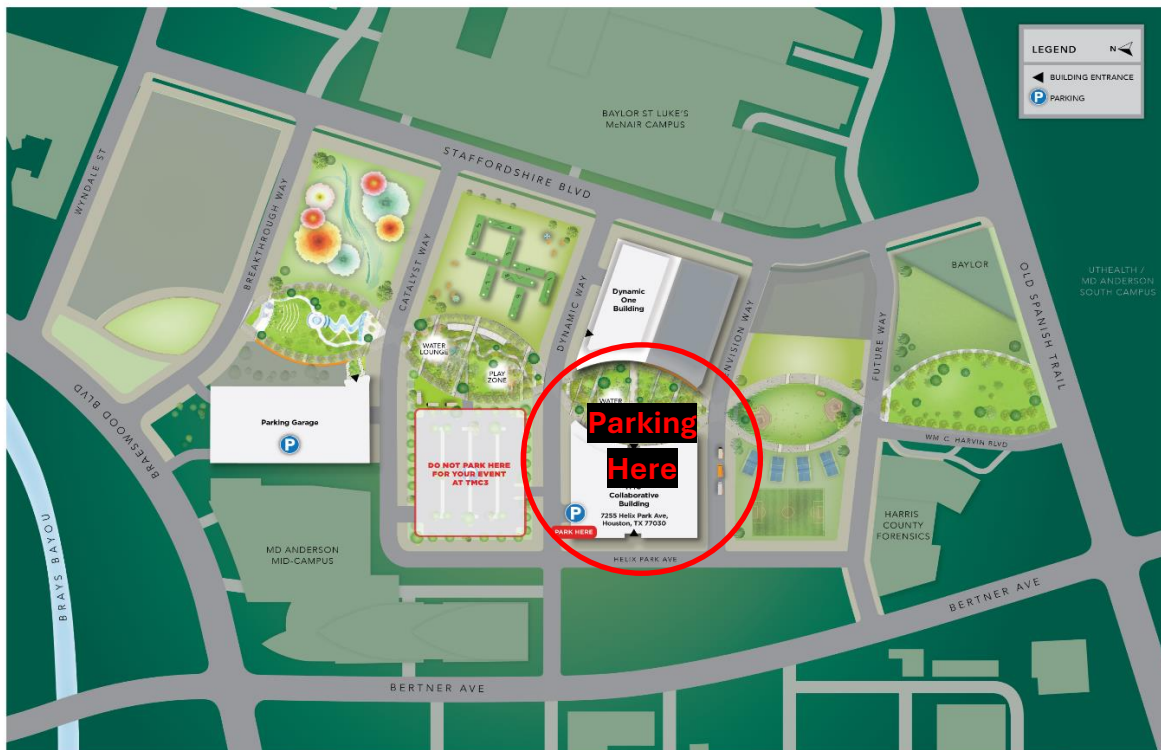 LEGEND
N
BUILDING ENTRANCE
P PARKING
BAYLOR ST LUKE'S
McNAIR CAMPUS
STAFFORDSHIRE BLVD
WYNDALE ST
BREAKTHROUGH WAY
CATALYST WAY
DYNAMIC WAY
ENVISION WAY
FUTURE WAY
OLD SPANISH TRAIL
BAYLOR
UTHEALTH /
MD ANDERSON
SOUTH CAMPUS
Dynamic
One
Building
WATER
LOUNGE
PLAY
ZONE
WATER
Parking
Here
Parking Garage
P
DO NOT PARK HERE
FOR YOUR EVENT
AT TMC3
Collaborative
Building
7255 Helix Park Ave,
Houston, TX 77030
P
PARK HERE
HELIX PARK AVE
WM C. HARVIN BLVD
HARRIS
COUNTY
FORENSICS
BRAESWOOD BLVD
BRAYS BAYOU
MD ANDERSON
MID-CAMPUS
BERTNER AVE
BERTNER AVE